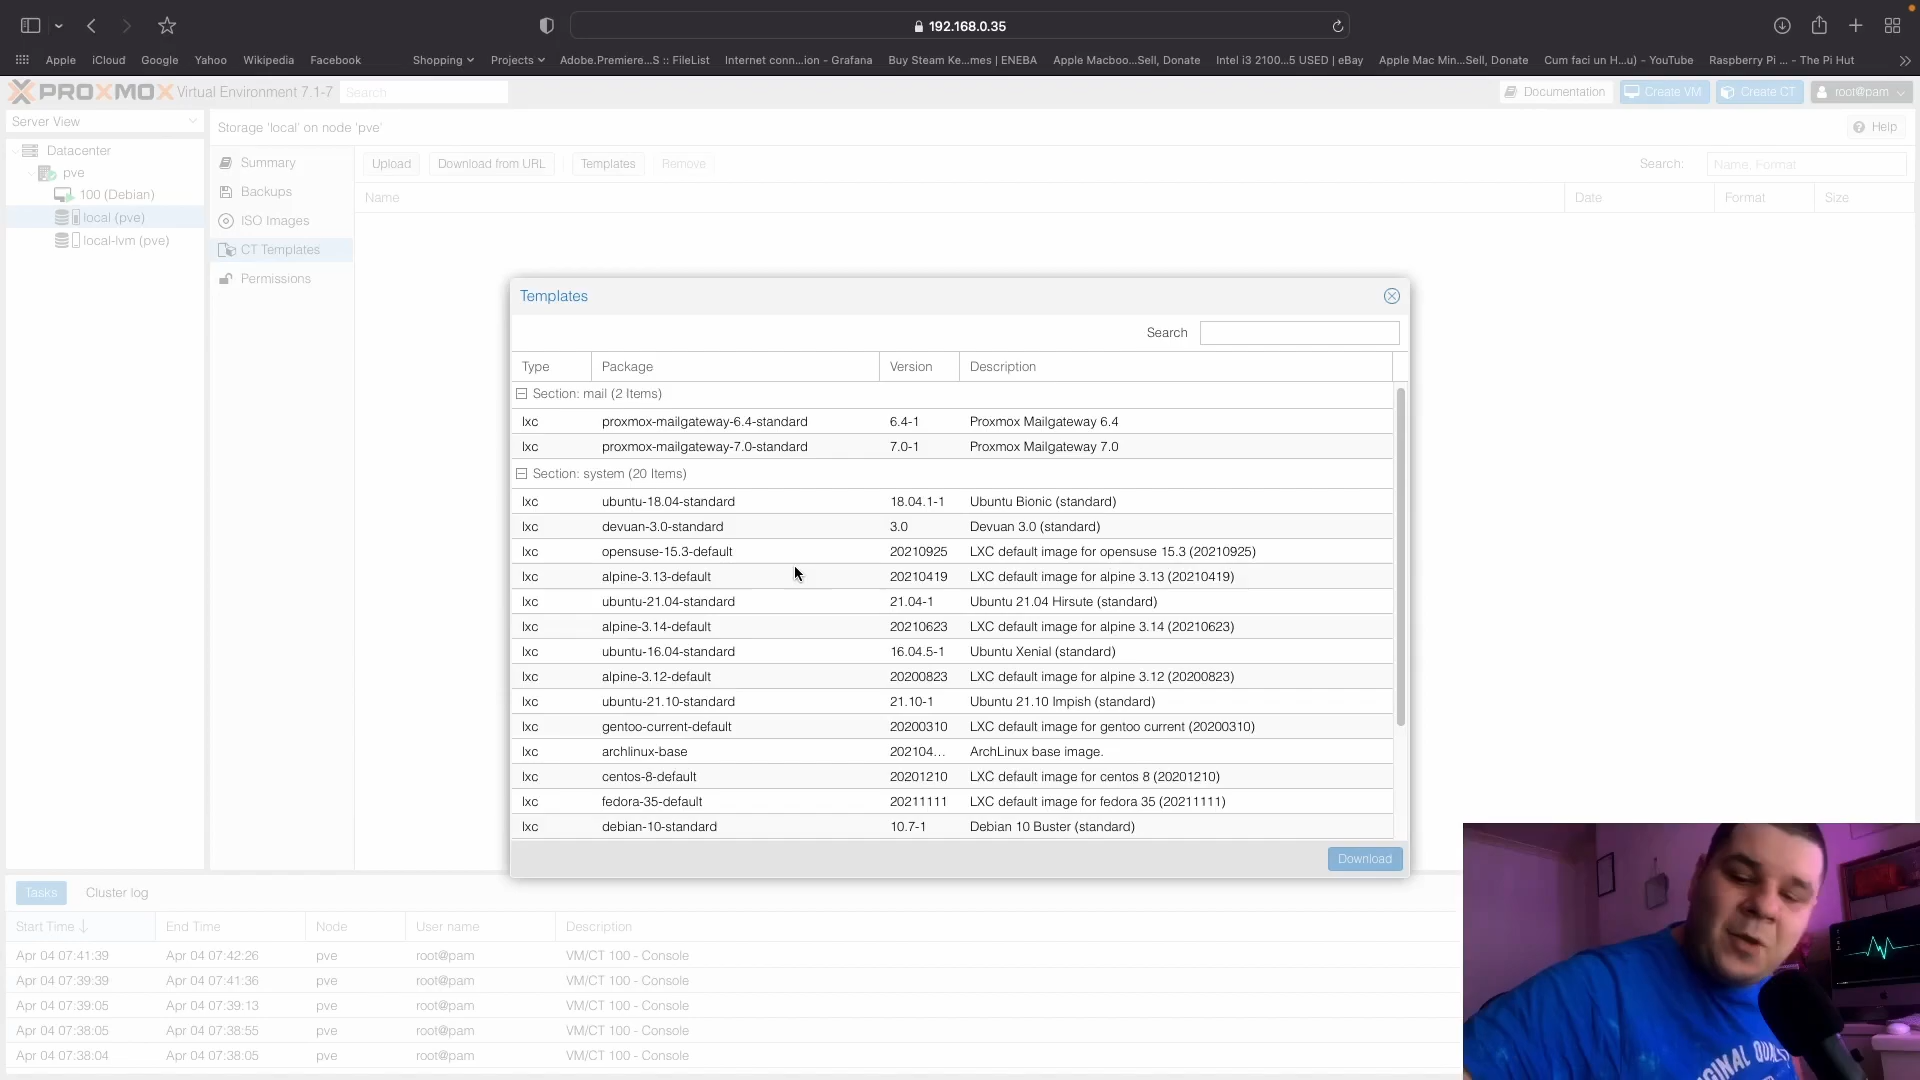 192.168.0.35
Apple iCloud Google Yahoo Wikipedia Facebook Shopping Projects Adobe.Premiere...S :: FileList Internet conn...ion - Grafana Buy Steam Ke...mes | ENEBA Apple Macboo...Sell, Donate Intel i3 2100...5 USED | eBay Apple Mac Min...Sell, Donate Cum faci un H...u) - YouTube Raspberry Pi ... - The Pi Hut
PROXMOX Virtual Environment 7.1-7 Search Documentation Create VM Create CT root@pam
Server View
Storage 'local' on node 'pve' Help
Datacenter
pve
100 (Debian)
local (pve)
local-lvm (pve)
Summary
Backups
ISO Images
CT Templates
Permissions
Upload Download from URL Templates Remove Search: Name, Format
Name Date Format Size
Templates
Search
Type Package Version Description
Section: mail (2 Items)
lxc proxmox-mailgateway-6.4-standard 6.4-1 Proxmox Mailgateway 6.4
lxc proxmox-mailgateway-7.0-standard 7.0-1 Proxmox Mailgateway 7.0
Section: system (20 Items)
lxc ubuntu-18.04-standard 18.04.1-1 Ubuntu Bionic (standard)
lxc devuan-3.0-standard 3.0 Devuan 3.0 (standard)
lxc opensuse-15.3-default 20210925 LXC default image for opensuse 15.3 (20210925)
lxc alpine-3.13-default 20210419 LXC default image for alpine 3.13 (20210419)
lxc ubuntu-21.04-standard 21.04-1 Ubuntu 21.04 Hirsute (standard)
lxc alpine-3.14-default 20210623 LXC default image for alpine 3.14 (20210623)
lxc ubuntu-16.04-standard 16.04.5-1 Ubuntu Xenial (standard)
lxc alpine-3.12-default 20200823 LXC default image for alpine 3.12 (20200823)
lxc ubuntu-21.10-standard 21.10-1 Ubuntu 21.10 Impish (standard)
lxc gentoo-current-default 20200310 LXC default image for gentoo current (20200310)
lxc archlinux-base 202104... ArchLinux base image.
lxc centos-8-default 20201210 LXC default image for centos 8 (20201210)
lxc fedora-35-default 20211111 LXC default image for fedora 35 (20211111)
lxc debian-10-standard 10.7-1 Debian 10 Buster (standard)
Download
Tasks Cluster log
Start Time End Time Node User name Description
Apr 04 07:41:39 Apr 04 07:42:26 pve root@pam VM/CT 100 - Console
Apr 04 07:39:39 Apr 04 07:41:36 pve root@pam VM/CT 100 - Console
Apr 04 07:39:05 Apr 04 07:39:13 pve root@pam VM/CT 100 - Console
Apr 04 07:38:05 Apr 04 07:38:55 pve root@pam VM/CT 100 - Console
Apr 04 07:38:04 Apr 04 07:38:05 pve root@pam VM/CT 100 - Console